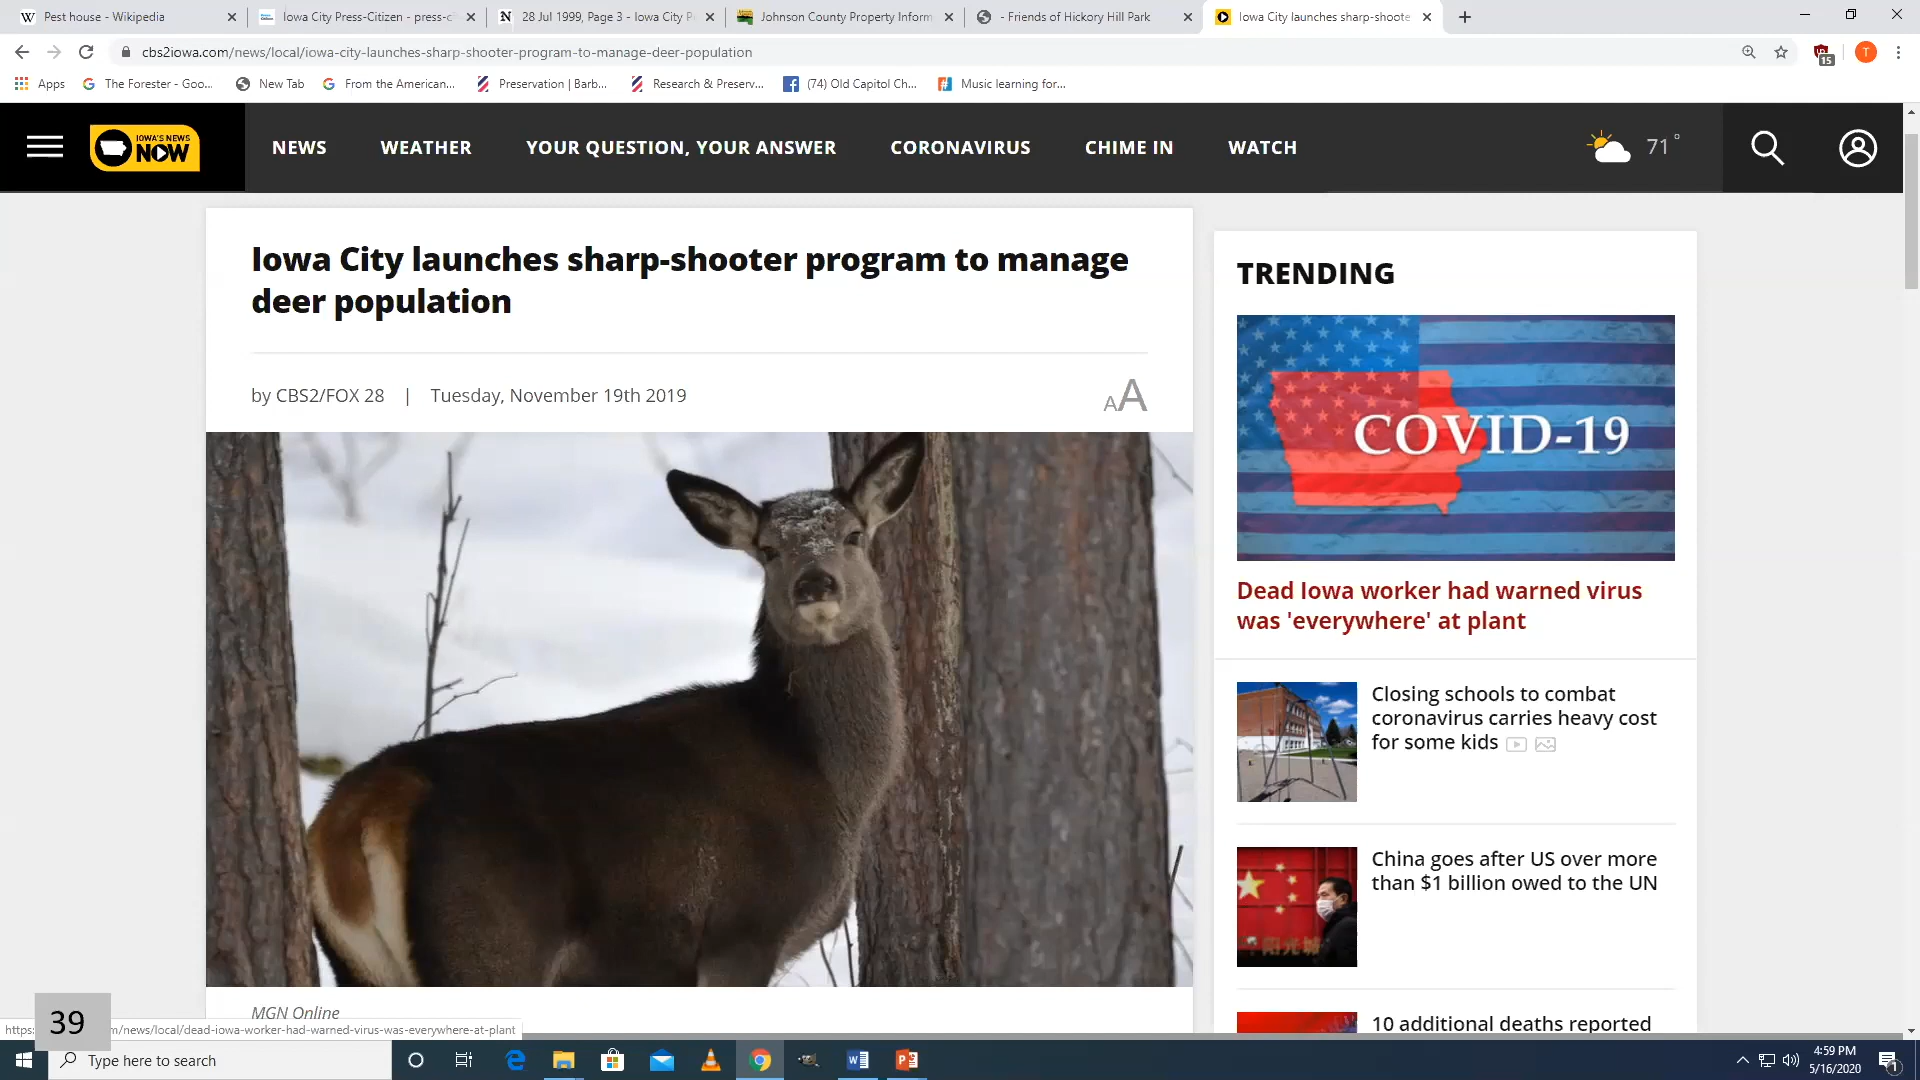 Pest house - Wikipedia
Iowa City Press-Citizen - press-c
28 Jul 1999, Page 3 - Iowa City P
Johnson County Property Inform
- Friends of Hickory Hill Park
Iowa City launches sharp-shoote
cbs2iowa.com/news/local/iowa-city-launches-sharp-shooter-program-to-manage-deer-population
15
T
Apps
The Forester - Goo...
New Tab
From the American...
Preservation | Barb...
Research & Preserv...
(74) Old Capitol Ch...
Music learning for...
IOWA'S NEWS
NOW
NEWS
WEATHER
YOUR QUESTION, YOUR ANSWER
CORONAVIRUS
CHIME IN
WATCH
71°
Iowa City launches sharp-shooter program to manage
deer population
by CBS2/FOX 28 | Tuesday, November 19th 2019
AA
MGN Online
TRENDING
COVID-19
Dead Iowa worker had warned virus
was 'everywhere' at plant
Closing schools to combat
coronavirus carries heavy cost
for some kids
China goes after US over more
than $1 billion owed to the UN
10 additional deaths reported
https:
m/news/local/dead-iowa-worker-had-warned-virus-was-everywhere-at-plant
39
Type here to search
4:59 PM
5/16/2020
1